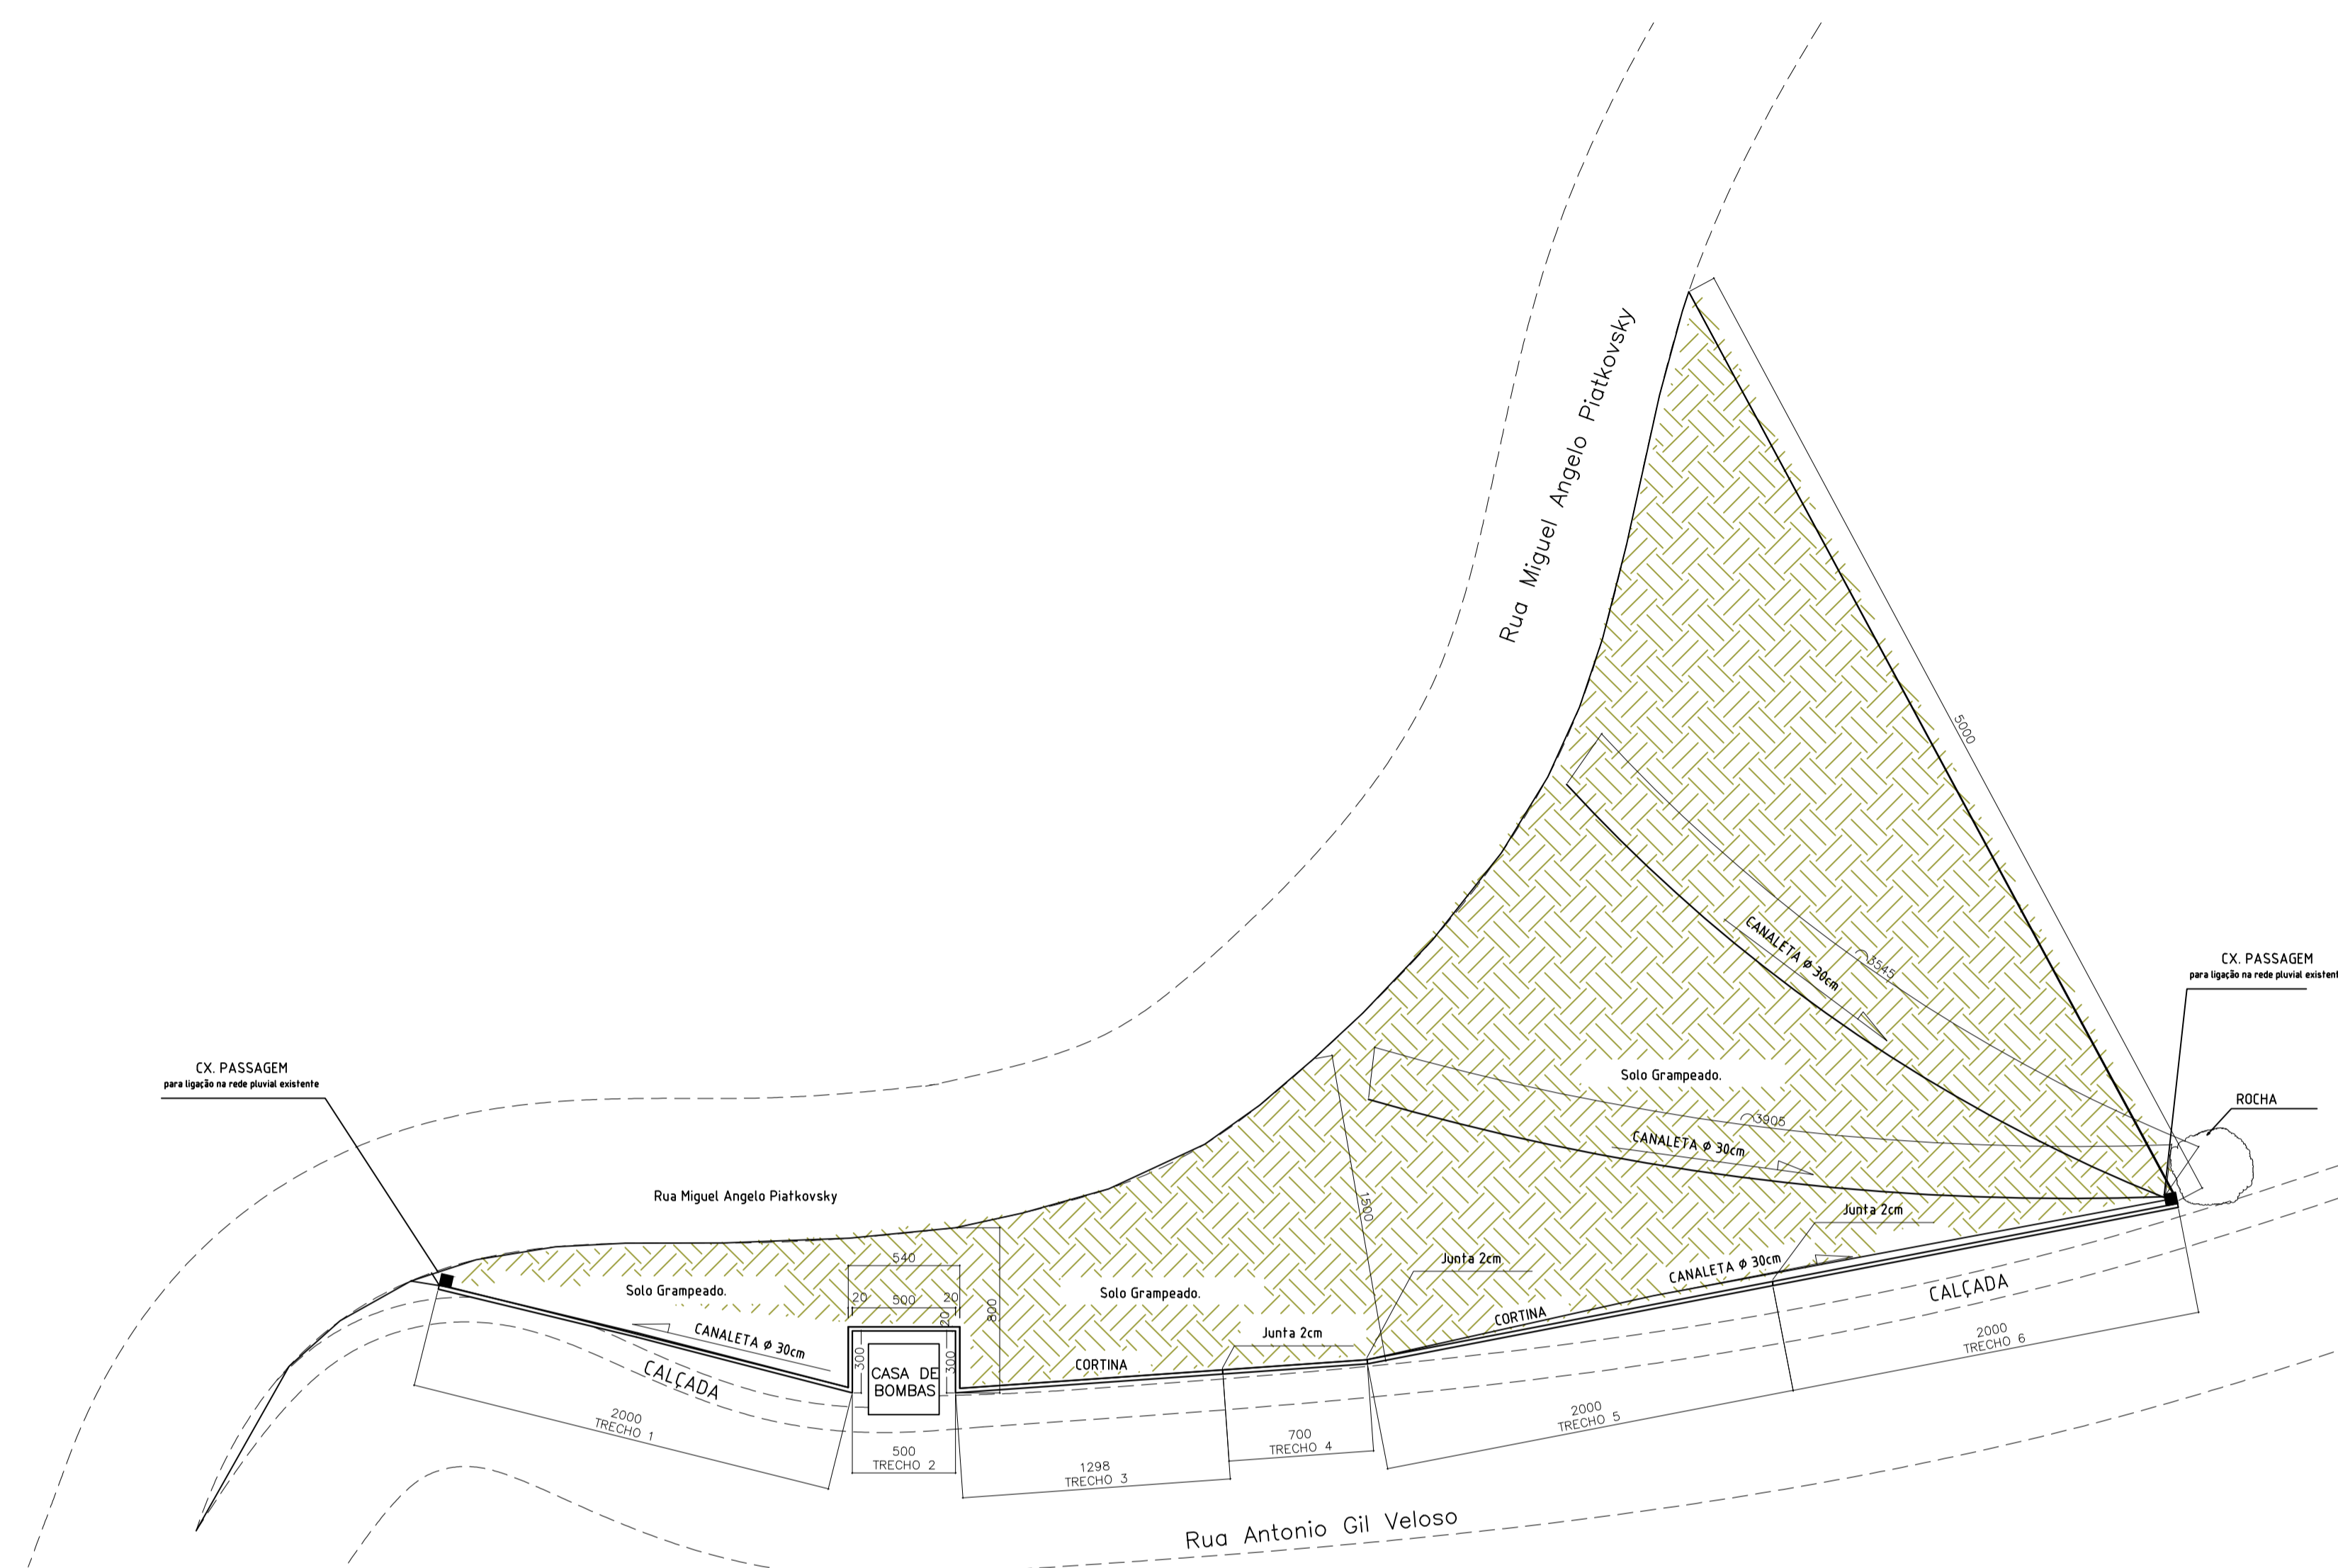 Rua Miguel Angelo Piatkovsky
5000
CANALETA ϕ 30cm
3545
CX. PASSAGEM
para ligação na rede pluvial existent
CX. PASSAGEM
para ligação na rede pluvial existente
Solo Grampeado.
ROCHA
3905
CANALETA ϕ 30cm
Rua Miguel Angelo Piatkovsky
1500
Junta 2cm
540
Junta 2cm
CANALETA ϕ 30cm
Solo Grampeado.
20
500
20
Solo Grampeado.
800
20
CALÇADA
CORTINA
Junta 2cm
CANALETA ϕ 30cm
300
300
CORTINA
CASA DE
BOMBAS
CALÇADA
2000
TRECHO 1
500
TRECHO 2
1298
TRECHO 3
700
TRECHO 4
2000
TRECHO 5
2000
TRECHO 6
Rua Antonio Gil Veloso